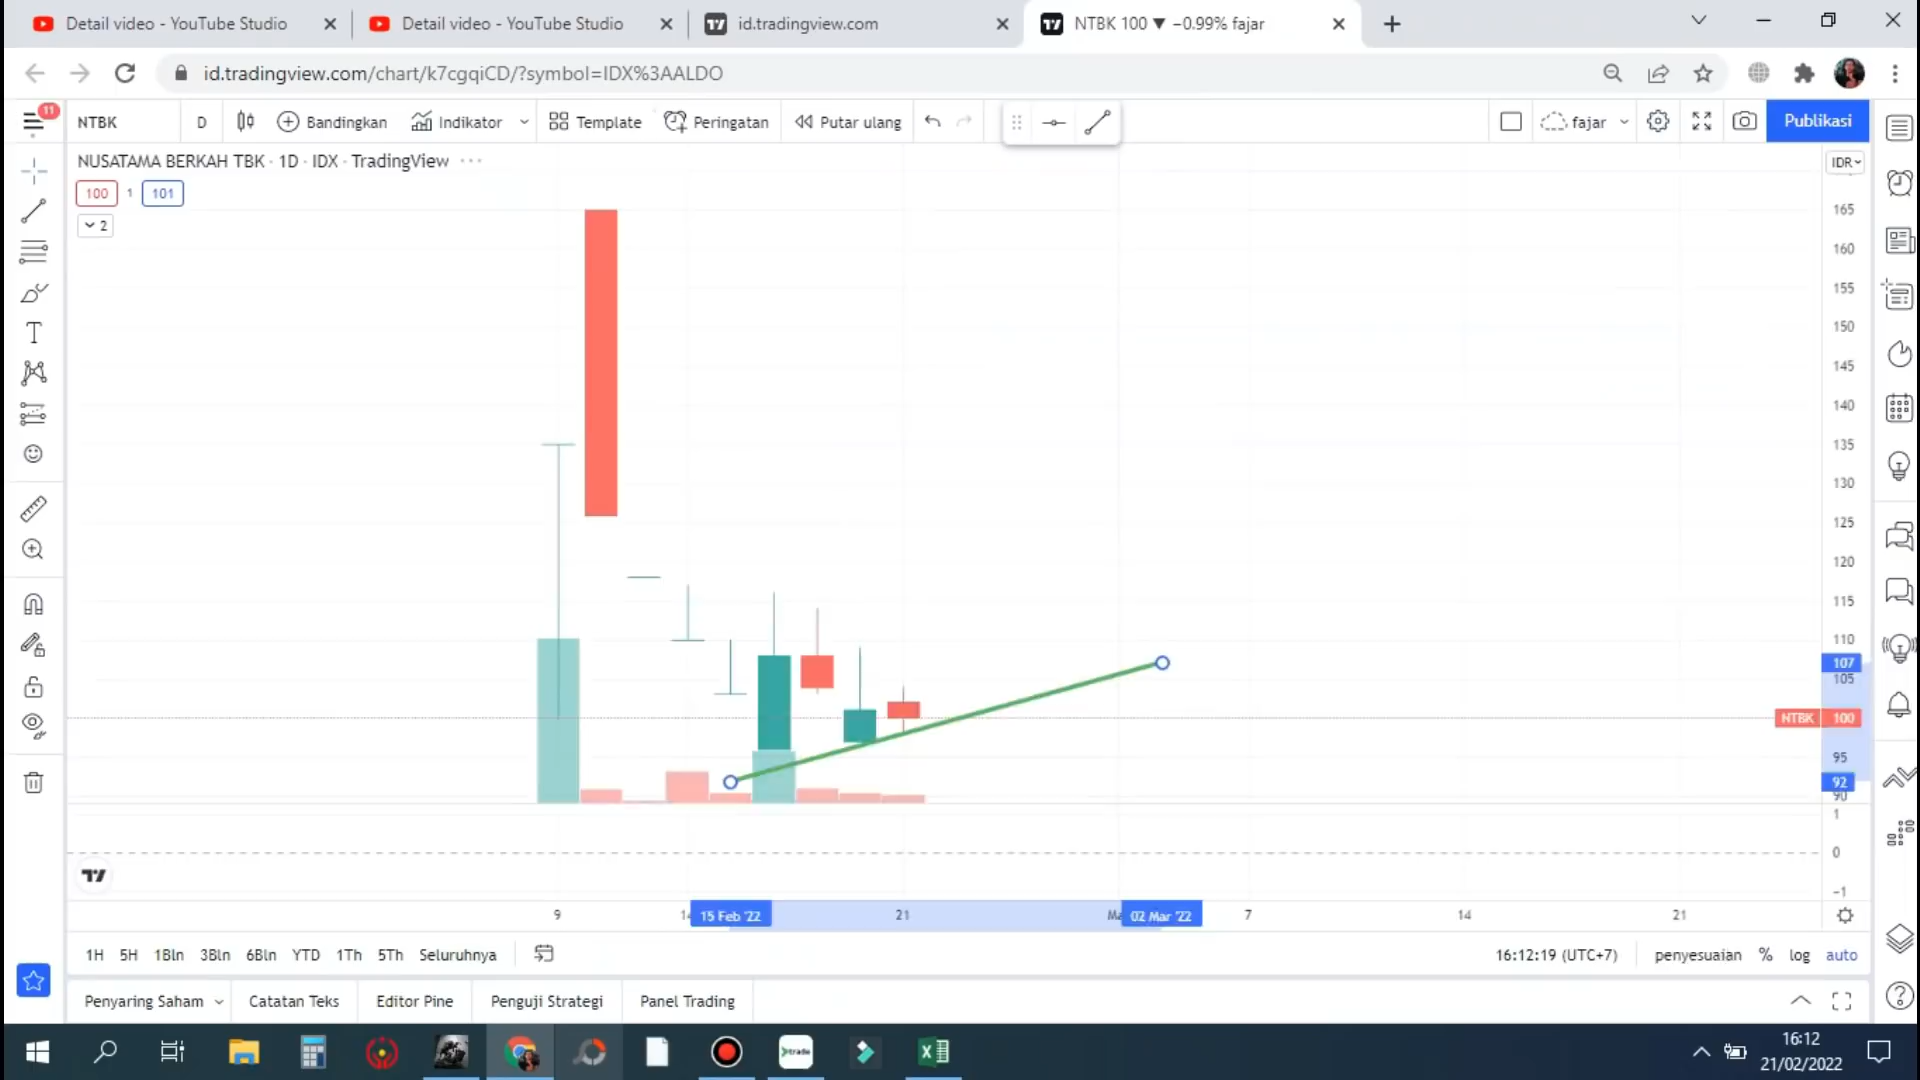 Detail video - YouTube Studio
Detail video - YouTube Studio
id.tradingview.com
NTBK 100 ▼ −0.99% fajar
id.tradingview.com/chart/k7cgqiCD/?symbol=IDX%3AALDO
11
NTBK
D
Bandingkan
Indikator
Template
Peringatan
Putar ulang
fajar
Publikasi
NUSATAMA BERKAH TBK · 1D · IDX · TradingView
IDR
100
1
101
2
165
160
155
150
145
140
135
130
125
120
115
110
107
105
NTBK 100
95
92
90
1
0
−1
9
15 Feb '22
21
02 Mar '22
7
14
21
1H
5H
1Bln
3Bln
6Bln
YTD
1Th
5Th
Seluruhnya
16:12:19 (UTC+7)
penyesuaian
%
log
auto
Penyaring Saham
Catatan Teks
Editor Pine
Penguji Strategi
Panel Trading
trade
16:12
21/02/2022